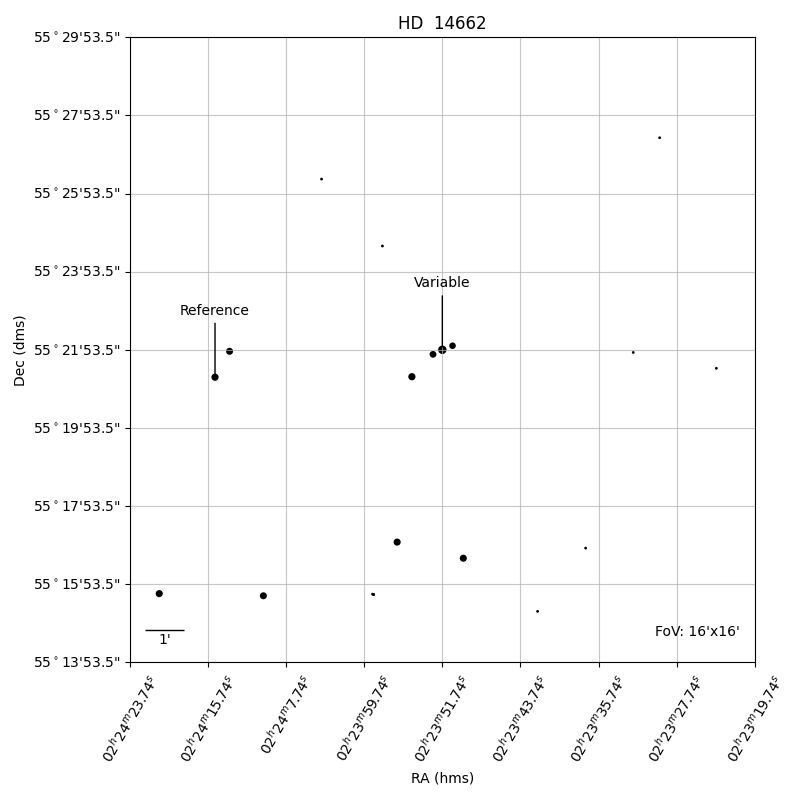 HD  14662
55°29'53.5"
55°27'53.5"
55°25'53.5"
55°23'53.5"
55°21'53.5"
55°19'53.5"
55°17'53.5"
55°15'53.5"
55°13'53.5"
Dec (dms)
Variable
Reference
1'
FoV: 16'x16'
02ʰ24ᵐ23.74ˢ
02ʰ24ᵐ15.74ˢ
02ʰ24ᵐ7.74ˢ
02ʰ23ᵐ59.74ˢ
02ʰ23ᵐ51.74ˢ
02ʰ23ᵐ43.74ˢ
02ʰ23ᵐ35.74ˢ
02ʰ23ᵐ27.74ˢ
02ʰ23ᵐ19.74ˢ
RA (hms)